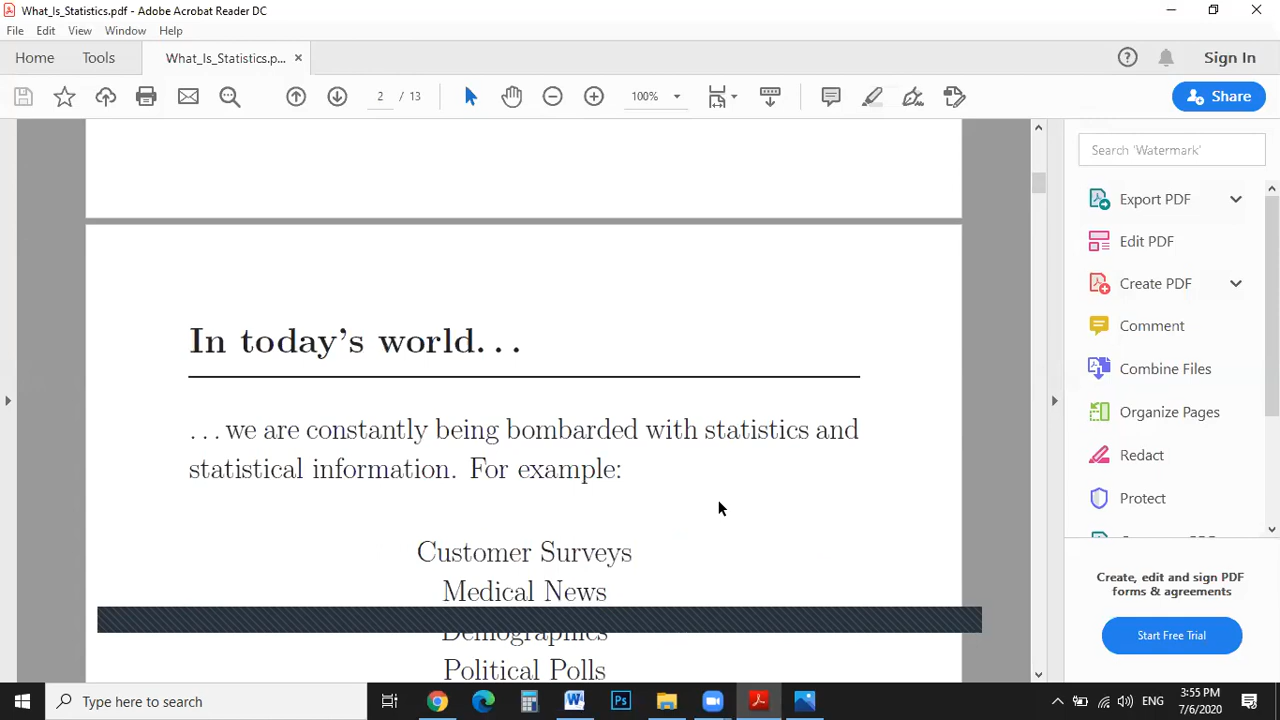 What_Is_Statistics.pdf - Adobe Acrobat Reader DC
File Edit View Window Help
Home Tools What_Is_Statistics.p... × Sign In
2 / 13 100% Share
Search 'Watermark'
Export PDF
Edit PDF
Create PDF
Comment
Combine Files
Organize Pages
Redact
Protect
Create, edit and sign PDF
forms & agreements
Start Free Trial
In today's world...
...we are constantly being bombarded with statistics and
statistical information. For example:
Customer Surveys
Medical News
Demographics
Political Polls
Type here to search
ENG
3:55 PM
7/6/2020